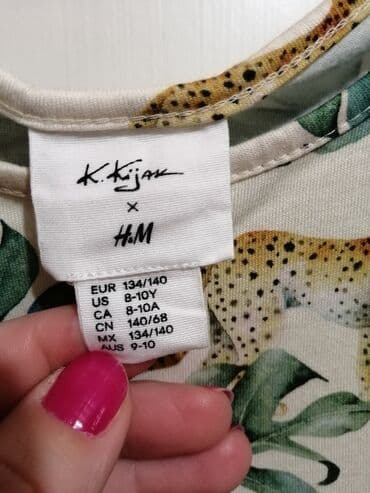 K. Kijak
×
H&M
EUR 134/140
US 8-10Y
CA 8-10A
CN 140/68
MX 134/140
AUS 9-10